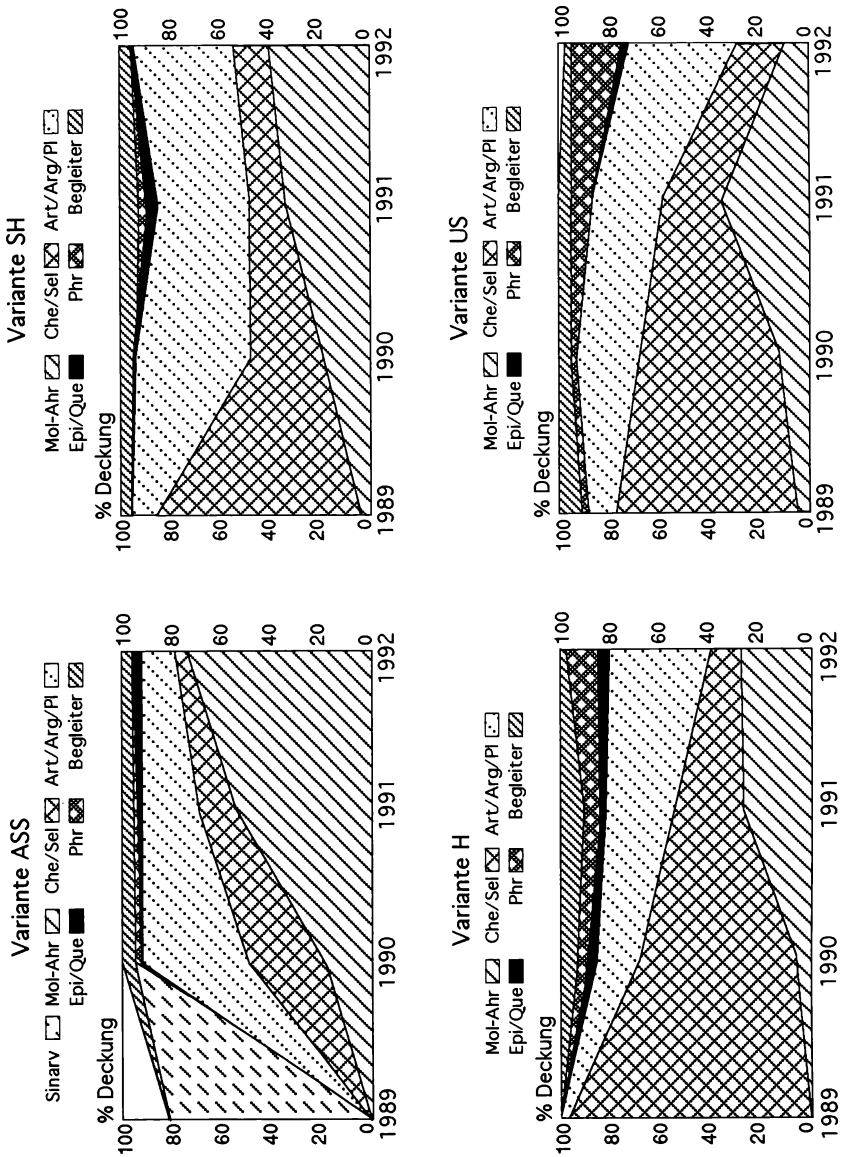 Variante ASS
Sinarv Mol-Ahr Che/Sel Art/Arg/Pl
Epi/Que Phr Begleiter
% Deckung
100 100
80 80
60 60
40 40
20 20
0 0
1989 1990 1991 1992
Variante SH
Mol-Ahr Che/Sel Art/Arg/Pl
Epi/Que Phr Begleiter
% Deckung
100 100
80 80
60 60
40 40
20 20
0 0
1989 1990 1991 1992
Variante H
Mol-Ahr Che/Sel Art/Arg/Pl
Epi/Que Phr Begleiter
% Deckung
100 100
80 80
60 60
40 40
20 20
0 0
1989 1990 1991 1992
Variante US
Mol-Ahr Che/Sel Art/Arg/Pl
Epi/Que Phr Begleiter
% Deckung
100 100
80 80
60 60
40 40
20 20
0 0
1989 1990 1991 1992